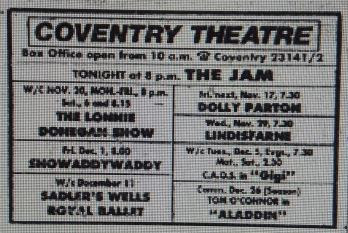 COVENTRY THEATRE
Box Office open from 10 a.m. ☎ Coventry 23141/2
TONIGHT at 8 p.m. THE JAM
W/C NOV. 20, MON.-FRI., 8 p.m.
Sat., 6 and 8.15
THE LONNIE
DONEGAN SHOW
Fri. Dec. 1, 8.00
SHOWADDYWADDY
W/c December 11
SADLER'S WELLS
ROYAL BALLET
Fri. next, Nov. 17, 7.30
DOLLY PARTON
Wed., Nov. 29, 7.30
LINDISFARNE
W/c Tues., Dec. 5, Evgs., 7.30
Mat., Sat., 2.30
C.A.O.S. in "Gigi"
Comm. Dec. 26 (Season)
TOM O'CONNOR in
"ALADDIN"